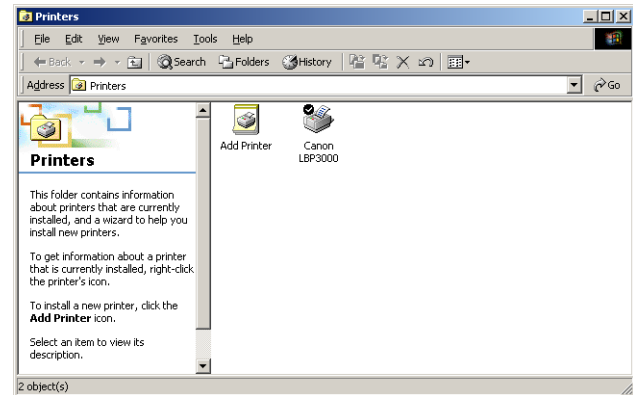 Printers
File Edit View Favorites Tools Help
Back Search Folders History
Address Printers Go
Add Printer
Canon
LBP3000
Printers
This folder contains information
about printers that are currently
installed, and a wizard to help you
install new printers.
To get information about a printer
that is currently installed, right-click
the printer's icon.
To install a new printer, click the
Add Printer icon.
Select an item to view its
description.
2 object(s)